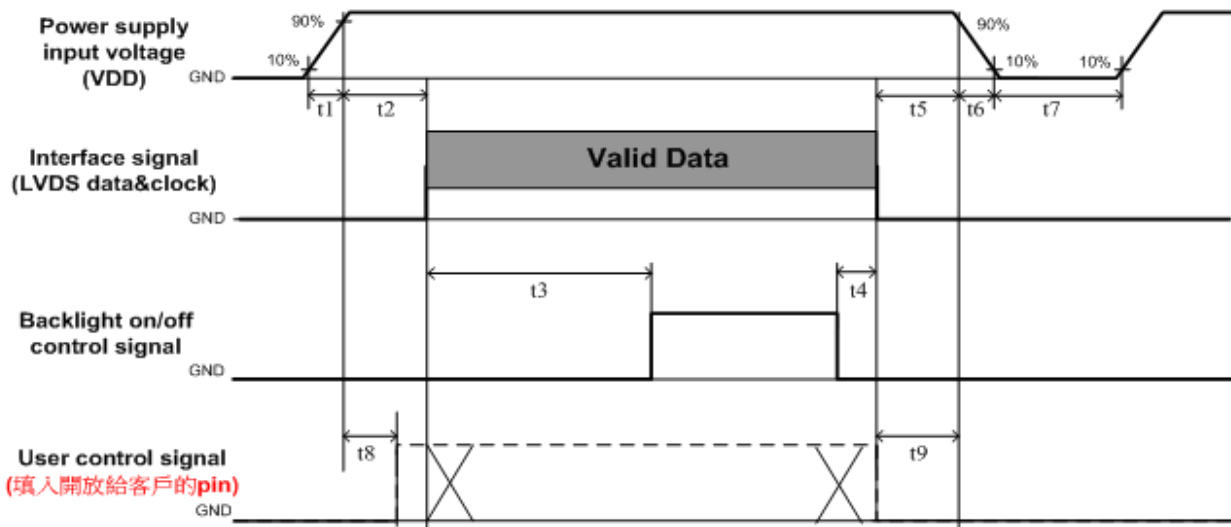 Power supply
input voltage
(VDD)
GND
90%
10%
90%
10%
10%
t1
t2
t5
t6
t7
Interface signal
(LVDS data&clock)
GND
Valid Data
t3
t4
Backlight on/off
control signal
GND
t8
t9
User control signal
(填入開放給客戶的pin)
GND